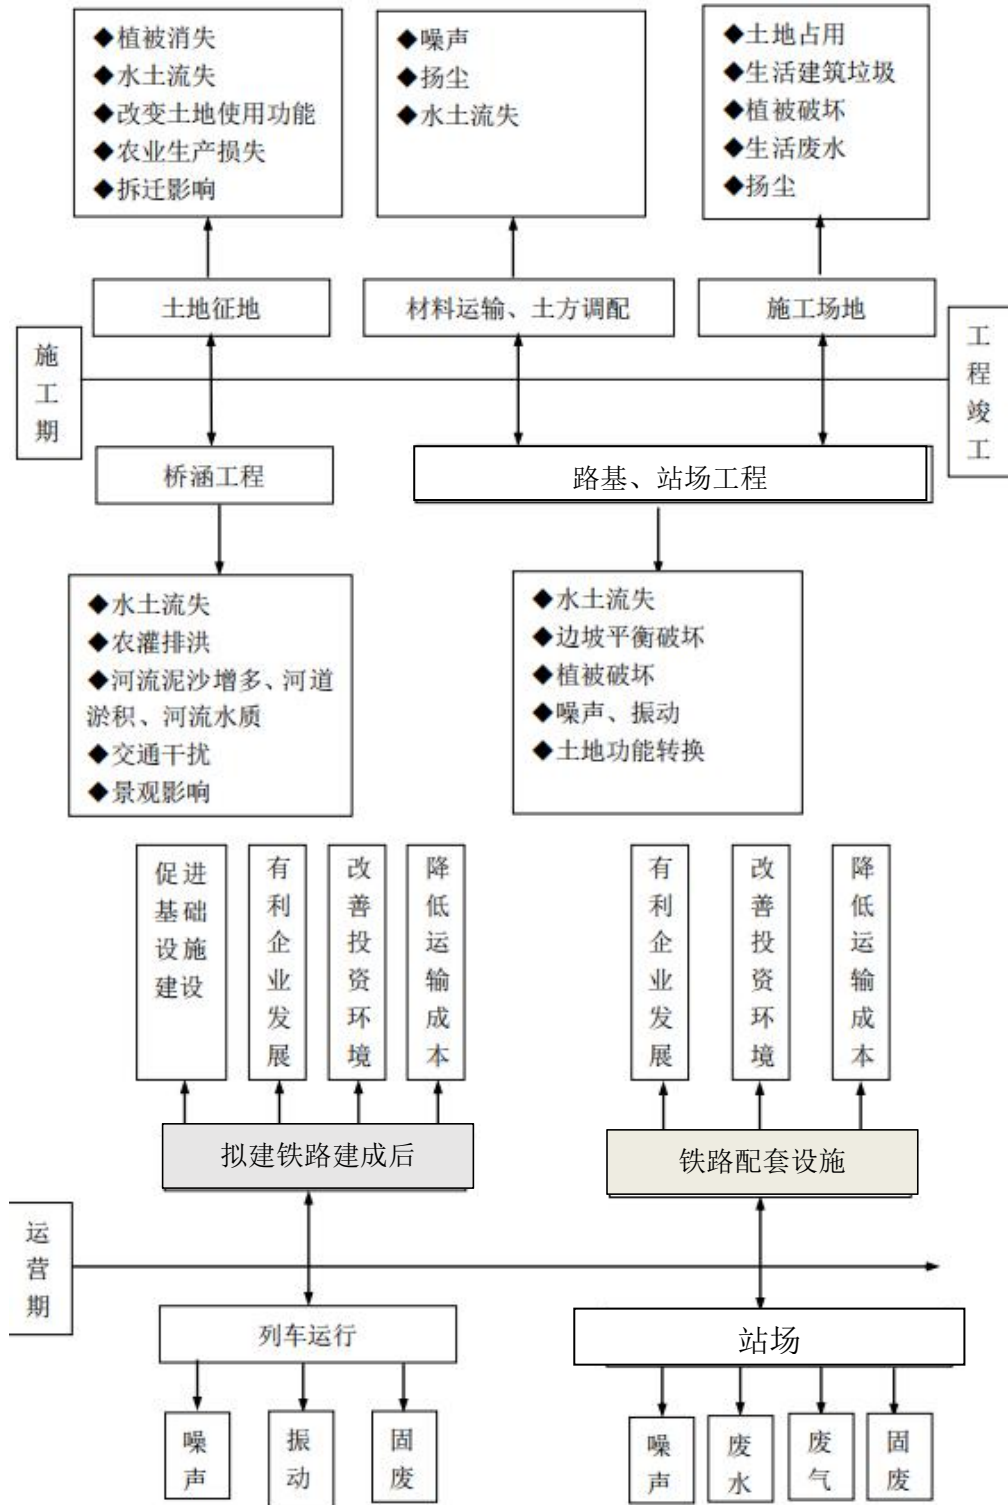 ◆植被消失
◆水土流失
◆改变土地使用功能
◆农业生产损失
◆拆迁影响
◆噪声
◆扬尘
◆水土流失
◆土地占用
◆生活建筑垃圾
◆植被破坏
◆生活废水
◆扬尘
土地征地
材料运输、土方调配
施工场地
施工期
工程竣工
桥涵工程
路基、站场工程
◆水土流失
◆农灌排洪
◆河流泥沙增多、河道
淤积、河流水质
◆交通干扰
◆景观影响
◆水土流失
◆边坡平衡破坏
◆植被破坏
◆噪声、振动
◆土地功能转换
促进
基础
设施
建设
有利企业发展
改善投资环境
降低运输成本
有利企业发展
改善投资环境
降低运输成本
拟建铁路建成后
铁路配套设施
运营期
列车运行
站场
噪声
振动
固废
噪声
废水
废气
固废